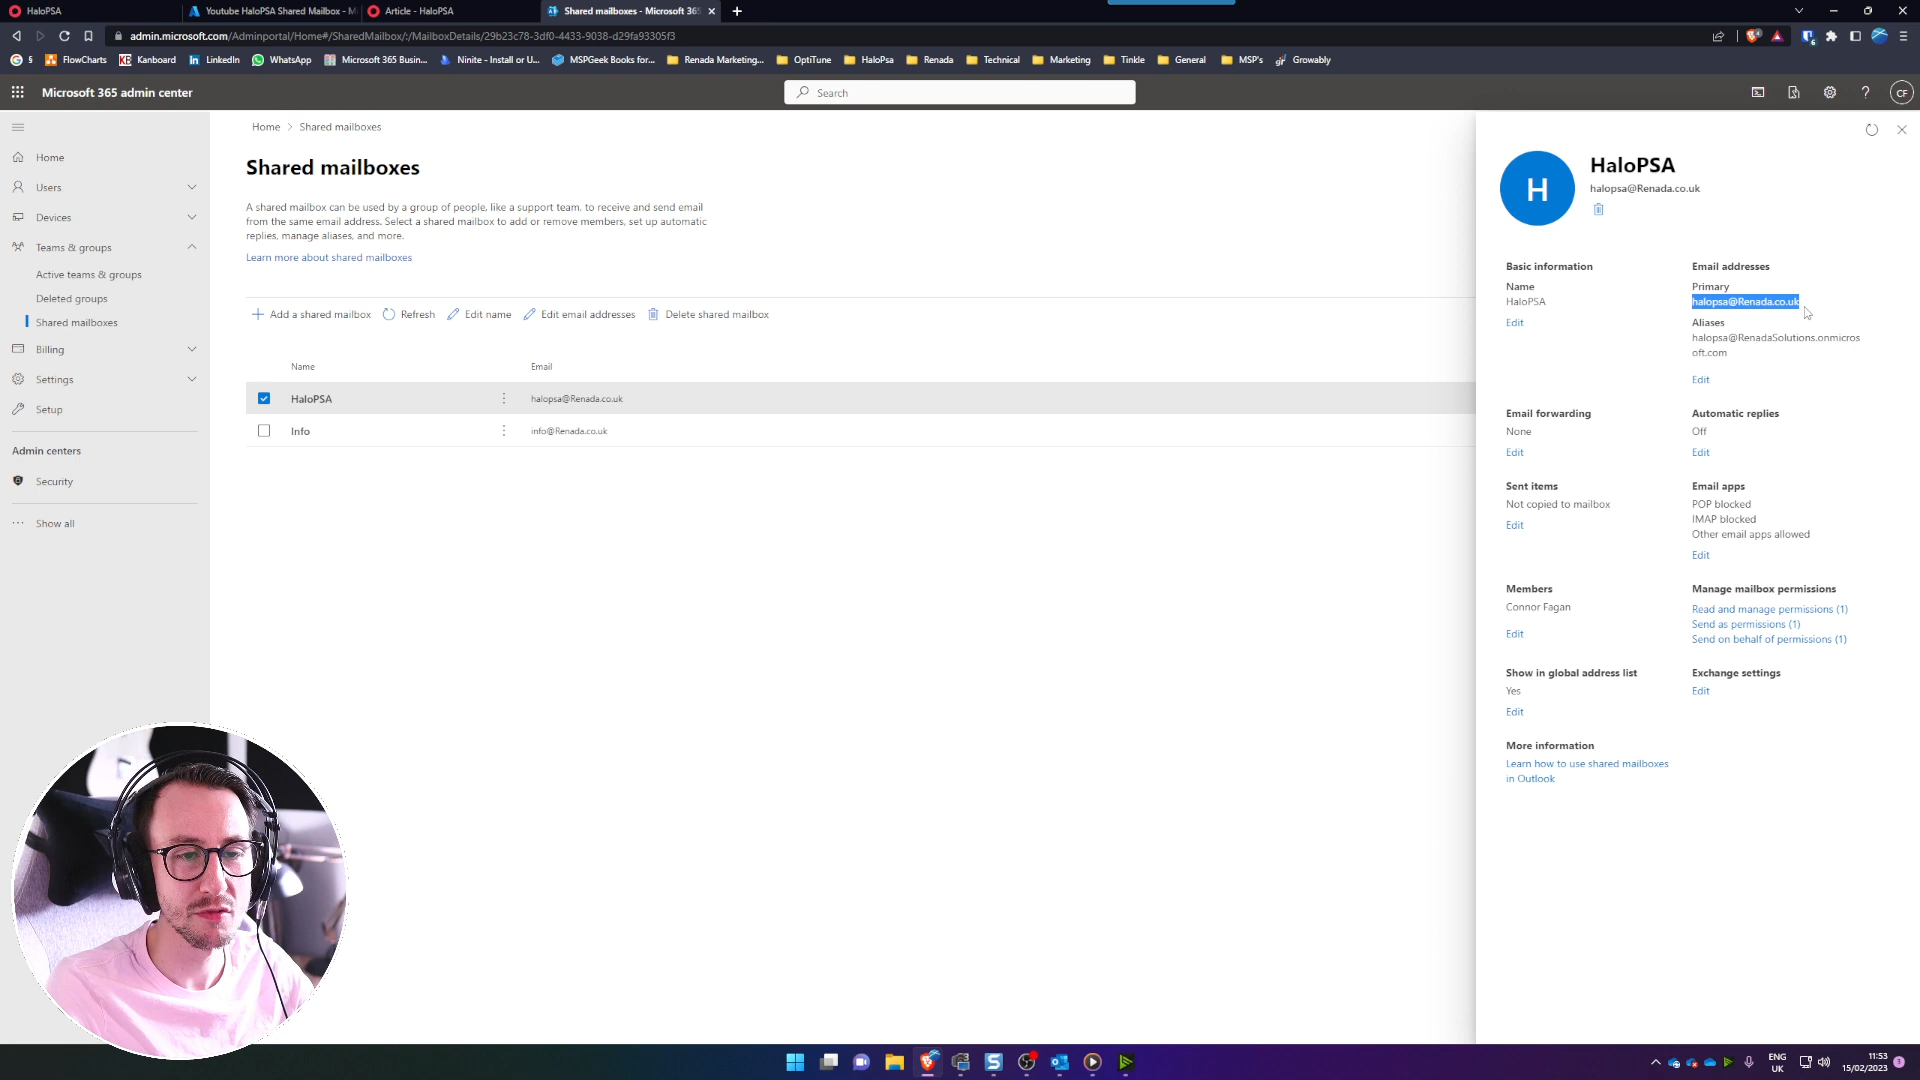 HaloPSA
Youtube HaloPSA Shared Mailbox - M
Article - HaloPSA
Shared mailboxes - Microsoft 365
admin.microsoft.com/Adminportal/Home#/SharedMailbox/:/MailboxDetails/29b23c78-3df0-4433-9038-d29fa93305f3
FlowCharts
Kanboard
LinkedIn
WhatsApp
Microsoft 365 Busin...
Ninite - Install or U...
MSPGeek Books for...
Renada Marketing...
OptiTune
HaloPsa
Renada
Technical
Marketing
Tinkle
General
MSP's
Growably
Microsoft 365 admin center
Search
CF
Home
Users
Devices
Teams & groups
Active teams & groups
Deleted groups
Shared mailboxes
Billing
Settings
Setup
Admin centers
Security
Show all
Home > Shared mailboxes
Shared mailboxes
A shared mailbox can be used by a group of people, like a support team, to receive and send email
from the same email address. Select a shared mailbox to add or remove members, set up automatic
replies, manage aliases, and more.
Learn more about shared mailboxes
Add a shared mailbox
Refresh
Edit name
Edit email addresses
Delete shared mailbox
Name
Email
HaloPSA
halopsa@Renada.co.uk
Info
info@Renada.co.uk
H
HaloPSA
halopsa@Renada.co.uk
Basic information
Name
HaloPSA
Edit
Email addresses
Primary
halopsa@Renada.co.uk
Aliases
halopsa@RenadaSolutions.onmicros
oft.com
Edit
Email forwarding
None
Edit
Automatic replies
Off
Edit
Sent items
Not copied to mailbox
Edit
Email apps
POP blocked
IMAP blocked
Other email apps allowed
Edit
Members
Connor Fagan
Edit
Manage mailbox permissions
Read and manage permissions (1)
Send as permissions (1)
Send on behalf of permissions (1)
Show in global address list
Yes
Edit
Exchange settings
Edit
More information
Learn how to use shared mailboxes
in Outlook
ENG
UK
11:53
15/02/2023